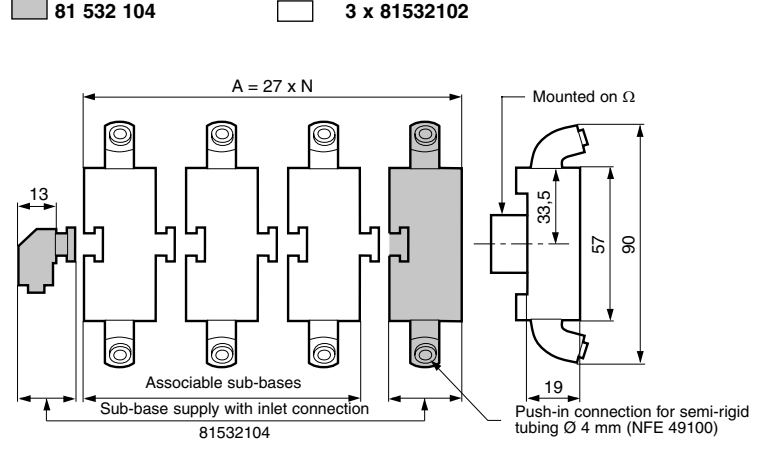 81 532 104
3 x 81532102
A = 27 x N
Mounted on Ω
13
33,5
57
90
19
Associable sub-bases
Sub-base supply with inlet connection
81532104
Push-in connection for semi-rigid
tubing Ø 4 mm (NFE 49100)